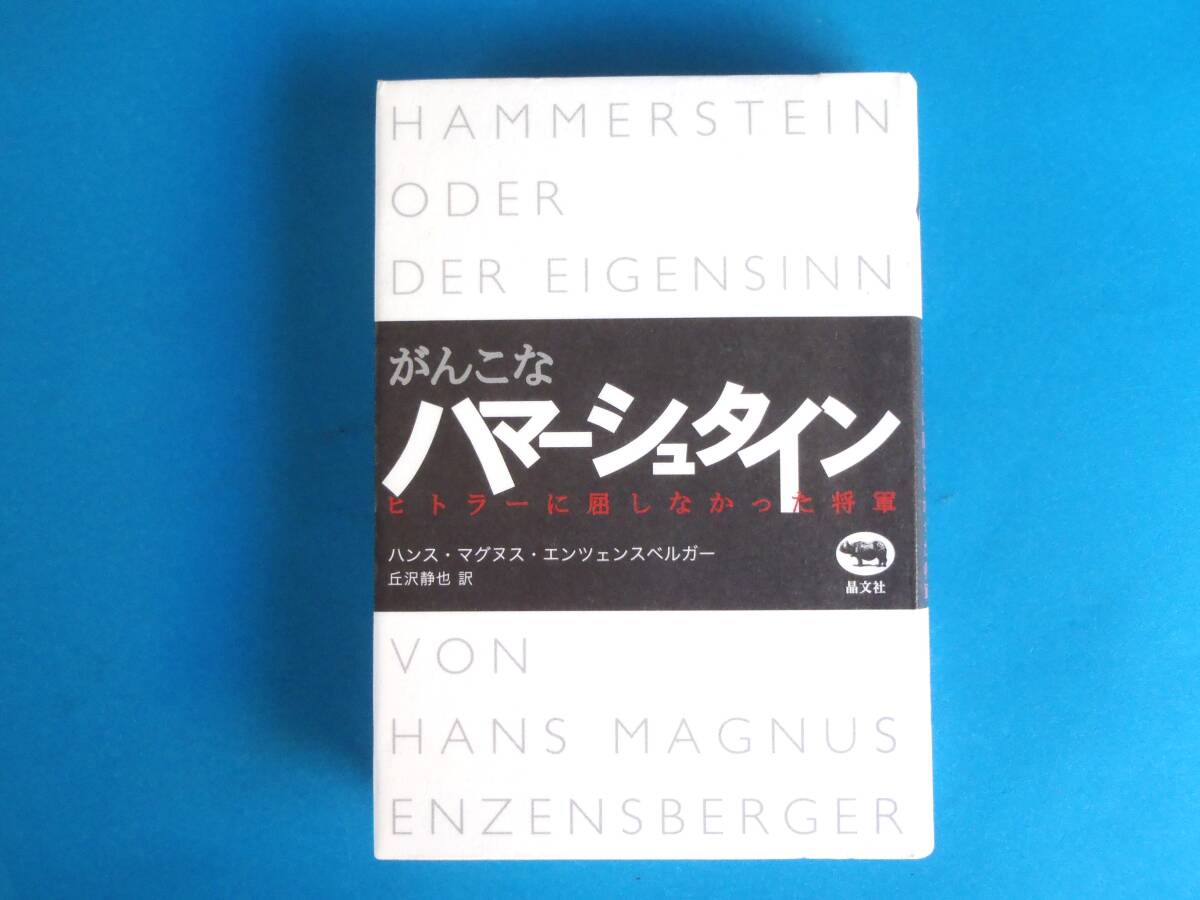 HAMMERSTEIN
ODER
DER EIGENSINN
がんこな
ハマーシュタイン
ヒトラーに屈しなかった将軍
ハンス・マグヌス・エンツェンスベルガー
丘沢静也 訳
晶文社
VON
HANS MAGNUS
ENZENSBERGER